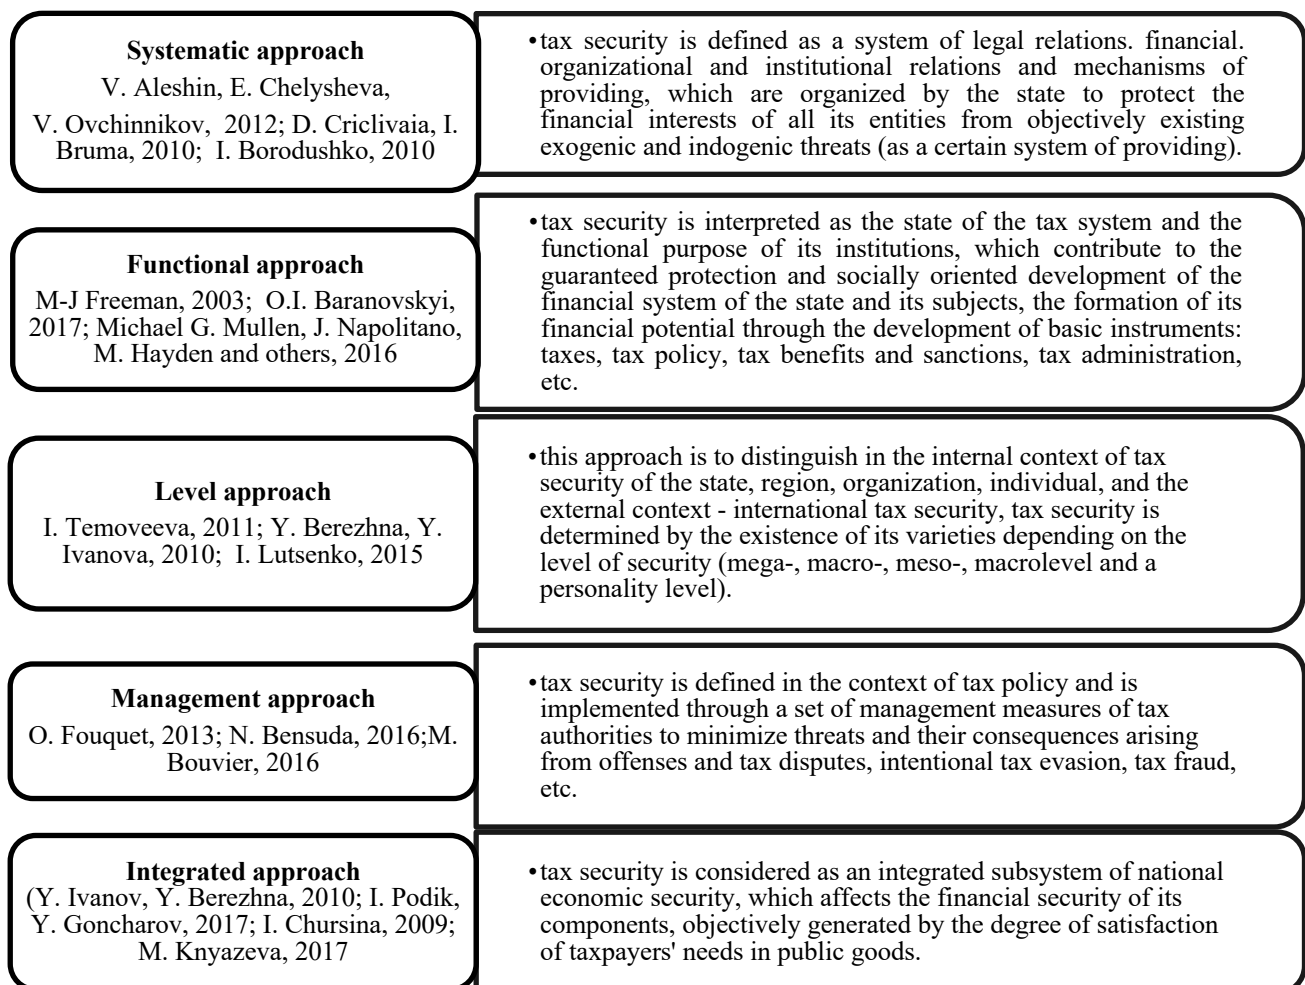 Systematic approach
V. Aleshin, E. Chelysheva,
V. Ovchinnikov, 2012; D. Criclivaia, I.
Bruma, 2010; I. Borodushko, 2010
•tax security is defined as a system of legal relations. financial.
organizational and institutional relations and mechanisms of
providing, which are organized by the state to protect the
financial interests of all its entities from objectively existing
exogenic and indogenic threats (as a certain system of providing).
Functional approach
M-J Freeman, 2003; O.I. Baranovskyi,
2017; Michael G. Mullen, J. Napolitano,
M. Hayden and others, 2016
•tax security is interpreted as the state of the tax system and the
functional purpose of its institutions, which contribute to the
guaranteed protection and socially oriented development of the
financial system of the state and its subjects, the formation of its
financial potential through the development of basic instruments:
taxes, tax policy, tax benefits and sanctions, tax administration,
etc.
Level approach
I. Temoveeva, 2011; Y. Berezhna, Y.
Ivanova, 2010; I. Lutsenko, 2015
•this approach is to distinguish in the internal context of tax
security of the state, region, organization, individual, and the
external context - international tax security, tax security is
determined by the existence of its varieties depending on the
level of security (mega-, macro-, meso-, macrolevel and a
personality level).
Management approach
O. Fouquet, 2013; N. Bensuda, 2016;M.
Bouvier, 2016
•tax security is defined in the context of tax policy and is
implemented through a set of management measures of tax
authorities to minimize threats and their consequences arising
from offenses and tax disputes, intentional tax evasion, tax fraud,
etc.
Integrated approach
(Y. Ivanov, Y. Berezhna, 2010; I. Podik,
Y. Goncharov, 2017; I. Chursina, 2009;
M. Knyazeva, 2017
•tax security is considered as an integrated subsystem of national
economic security, which affects the financial security of its
components, objectively generated by the degree of satisfaction
of taxpayers' needs in public goods.